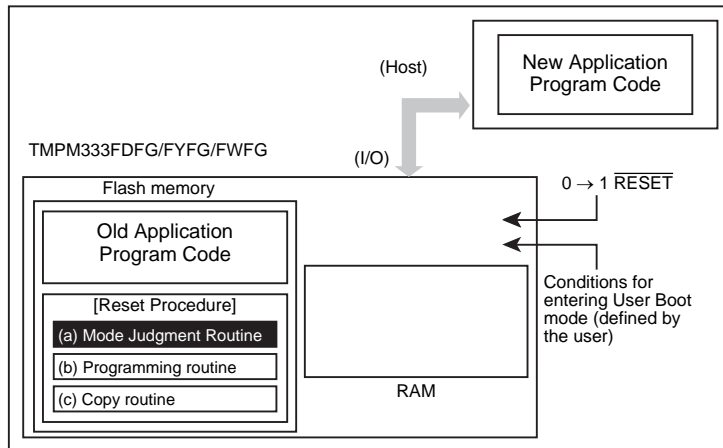 New Application
Program Code
(Host)
(I/O)
TMPM333FDFG/FYFG/FWFG
0 → 1 RESET
Flash memory
Old Application
Program Code
[Reset Procedure]
(a) Mode Judgment Routine
(b) Programming routine
(c) Copy routine
RAM
Conditions for
entering User Boot
mode (defined by
the user)